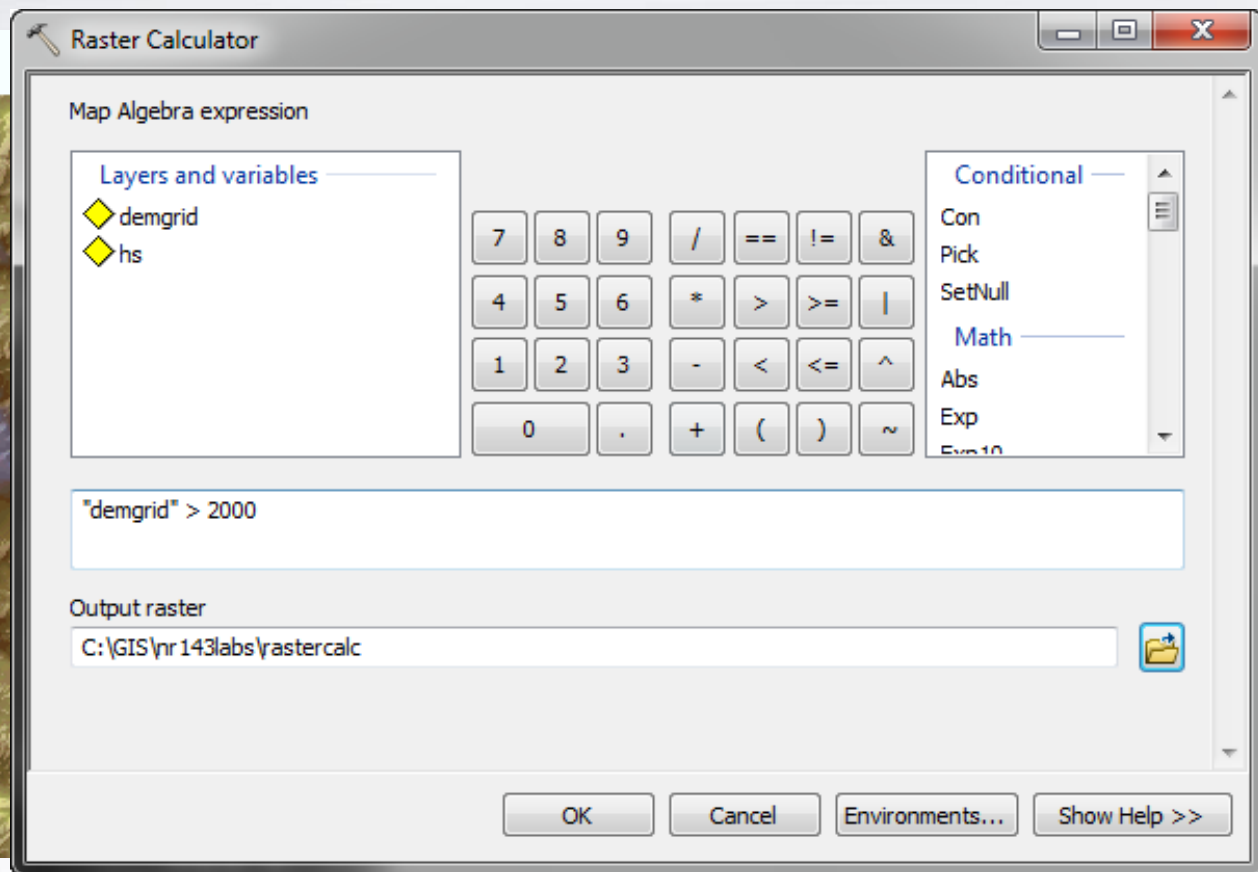 Raster Calculator
Map Algebra expression
Layers and variables
demgrid
hs
7 8 9 / == != &
4 5 6 * > >= |
1 2 3 - < <= ^
0 . + ( ) ~
Conditional
Con
Pick
SetNull
Math
Abs
Exp
Exp10
"demgrid" > 2000
Output raster
C:\GIS\nr143labs\rastercalc
OK Cancel Environments... Show Help >>